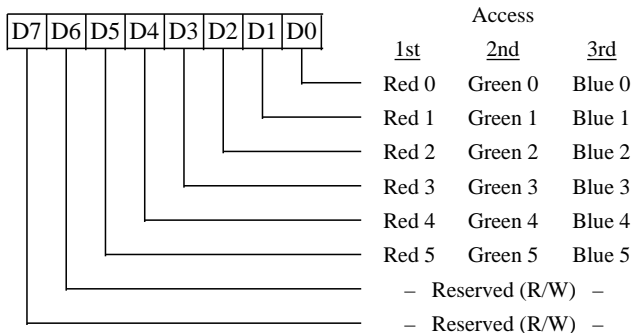 Access
D7 D6 D5 D4 D3 D2 D1 D0
1st 2nd 3rd
Red 0 Green 0 Blue 0
Red 1 Green 1 Blue 1
Red 2 Green 2 Blue 2
Red 3 Green 3 Blue 3
Red 4 Green 4 Blue 4
Red 5 Green 5 Blue 5
– Reserved (R/W) –
– Reserved (R/W) –